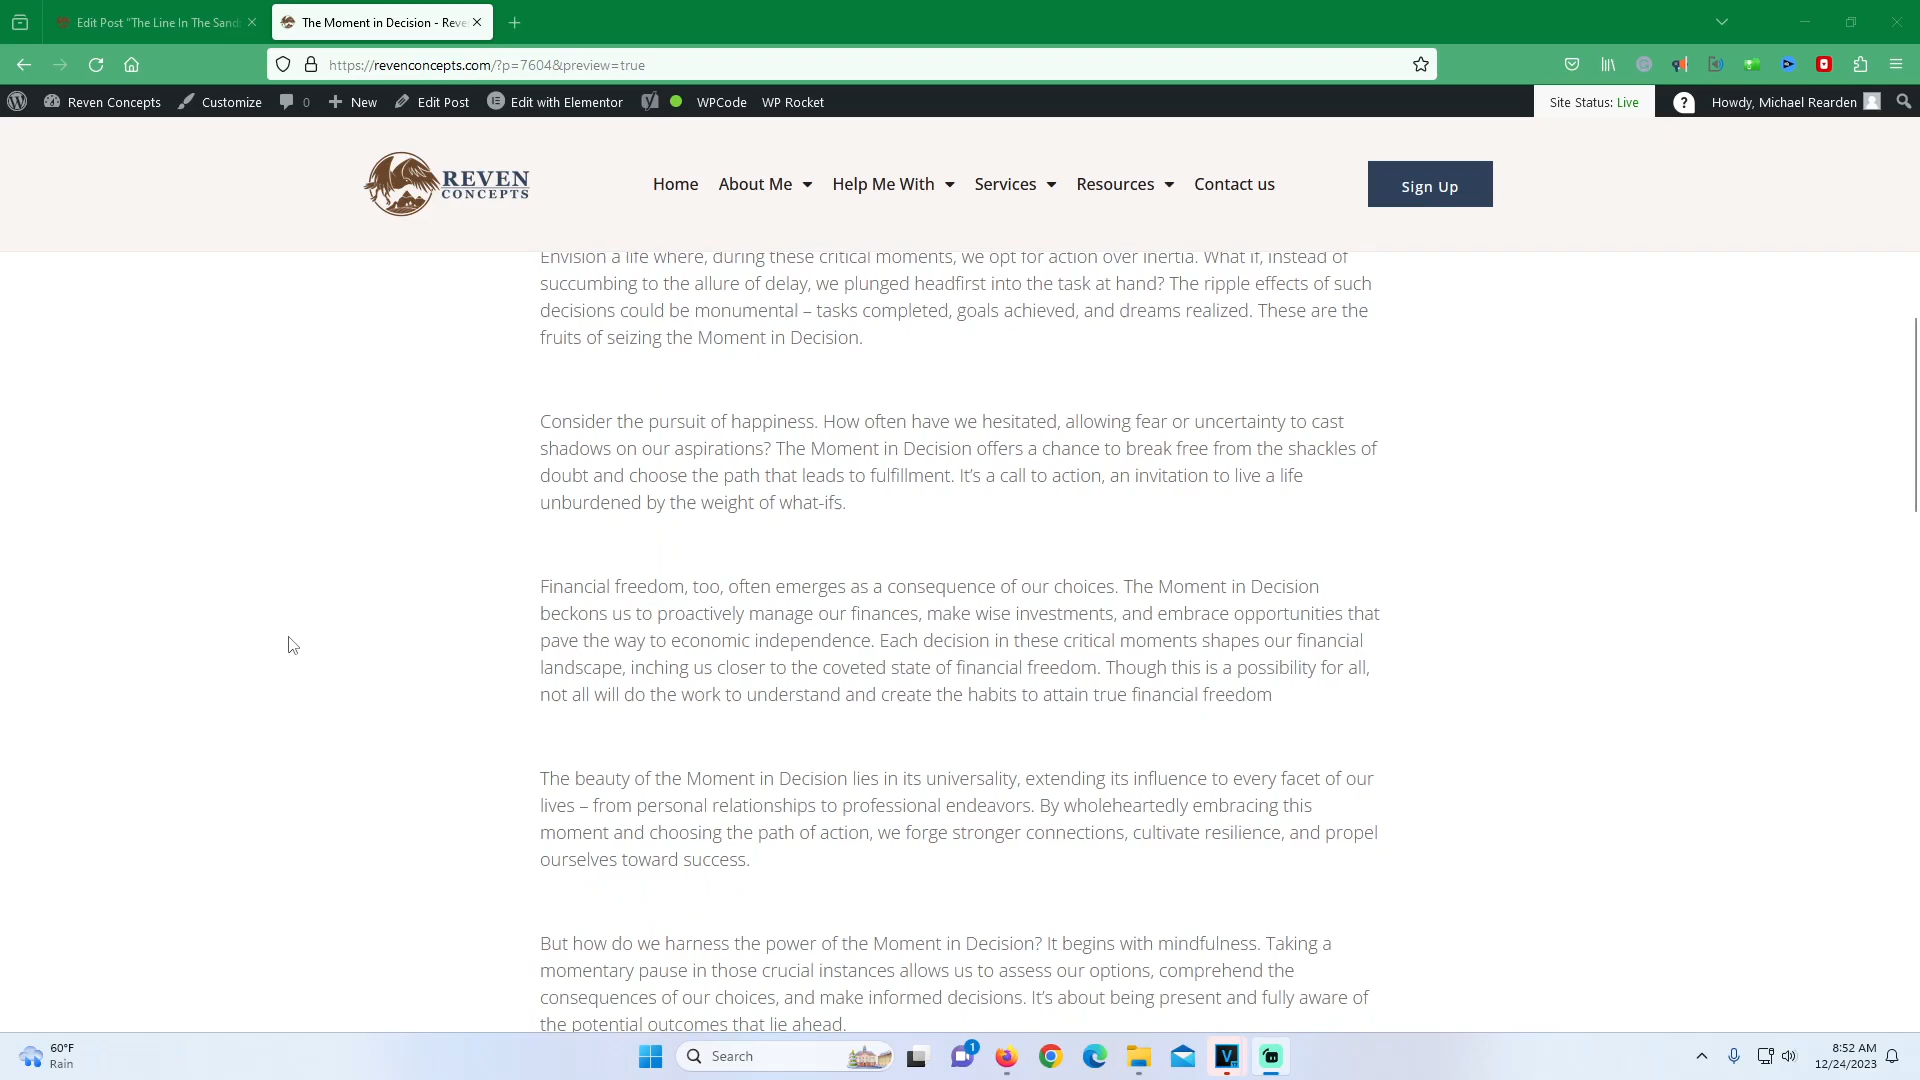 Edit Post "The Line In The Sand
The Moment in Decision - Reve
https://revenconcepts.com/?p=7604&preview=true
Reven Concepts
Customize
0
New
Edit Post
Edit with Elementor
WPCode
WP Rocket
Site Status: Live
Howdy, Michael Rearden
REVEN
CONCEPTS
Home
About Me
Help Me With
Services
Resources
Contact us
Sign Up
Envision a life where, during these critical moments, we opt for action over inertia. What if, instead of
succumbing to the allure of delay, we plunged headfirst into the task at hand? The ripple effects of such
decisions could be monumental – tasks completed, goals achieved, and dreams realized. These are the
fruits of seizing the Moment in Decision.
Consider the pursuit of happiness. How often have we hesitated, allowing fear or uncertainty to cast
shadows on our aspirations? The Moment in Decision offers a chance to break free from the shackles of
doubt and choose the path that leads to fulfillment. It's a call to action, an invitation to live a life
unburdened by the weight of what-ifs.
Financial freedom, too, often emerges as a consequence of our choices. The Moment in Decision
beckons us to proactively manage our finances, make wise investments, and embrace opportunities that
pave the way to economic independence. Each decision in these critical moments shapes our financial
landscape, inching us closer to the coveted state of financial freedom. Though this is a possibility for all,
not all will do the work to understand and create the habits to attain true financial freedom
The beauty of the Moment in Decision lies in its universality, extending its influence to every facet of our
lives – from personal relationships to professional endeavors. By wholeheartedly embracing this
moment and choosing the path of action, we forge stronger connections, cultivate resilience, and propel
ourselves toward success.
But how do we harness the power of the Moment in Decision? It begins with mindfulness. Taking a
momentary pause in those crucial instances allows us to assess our options, comprehend the
consequences of our choices, and make informed decisions. It's about being present and fully aware of
the potential outcomes that lie ahead.
60°F
Rain
Search
1
8:52 AM
12/24/2023